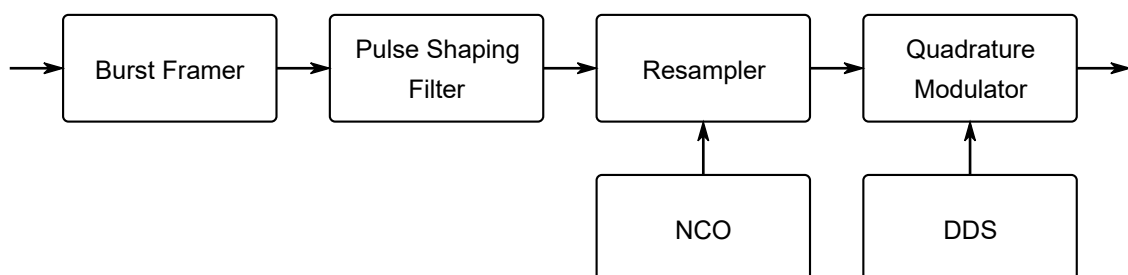 Burst Framer
Pulse Shaping
Filter
Resampler
Quadrature
Modulator
NCO
DDS